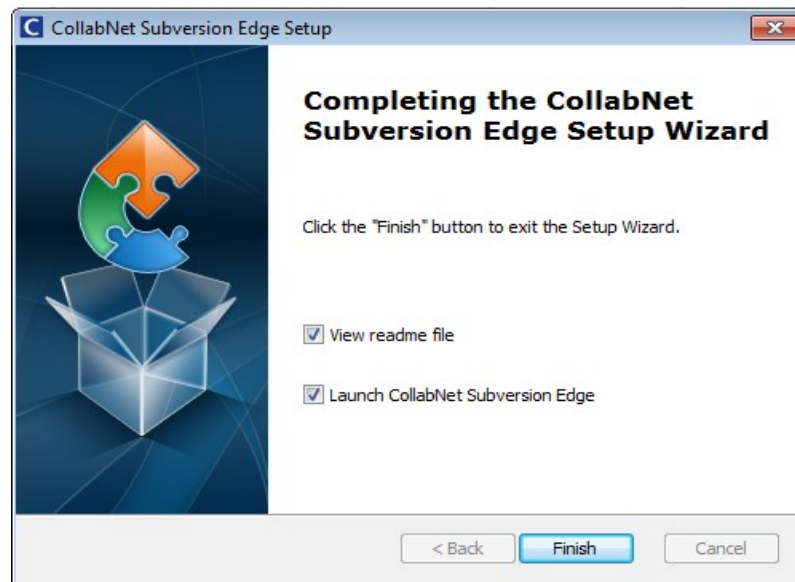 C CollabNet Subversion Edge Setup
Completing the CollabNet
Subversion Edge Setup Wizard
Click the "Finish" button to exit the Setup Wizard.
View readme file
Launch CollabNet Subversion Edge
< Back Finish Cancel